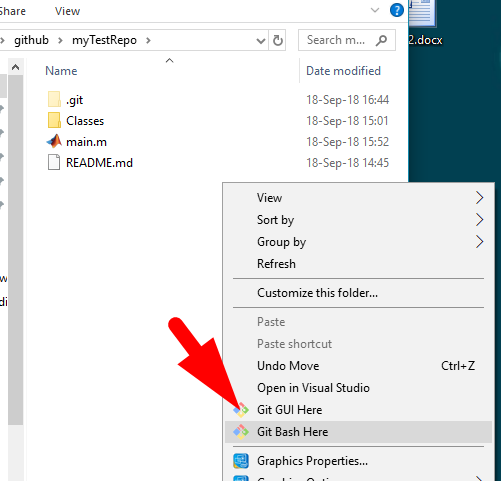 Share View
github myTestRepo Search m...
2.docx
Name Date modified
.git 18-Sep-18 16:44
Classes 18-Sep-18 15:01
main.m 18-Sep-18 15:52
README.md 18-Sep-18 14:45
View
Sort by
Group by
Refresh
Customize this folder...
Paste
Paste shortcut
Undo Move Ctrl+Z
Open in Visual Studio
Git GUI Here
Git Bash Here
Graphics Properties...